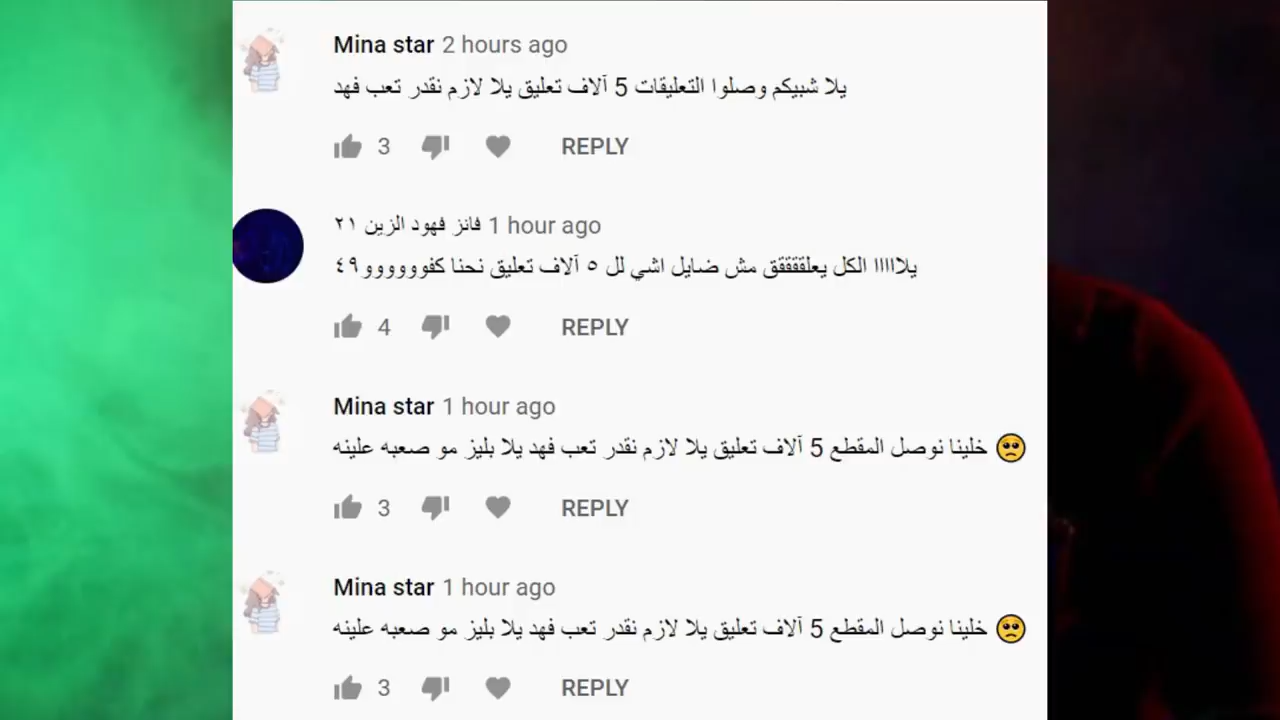 Mina star 2 hours ago
يلا شبيكم وصلوا التعليقات 5 آلاف تعليق يلا لازم نقدر تعب فهد
3 REPLY
فانز فهود الزين ٢١ 1 hour ago
يلاااا الكل يعلقققققق مش ضايل اشي لل ٥ آلاف تعليق نحنا كفووووووو٤٩
4 REPLY
Mina star 1 hour ago
خلينا نوصل المقطع 5 آلاف تعليق يلا لازم نقدر تعب فهد يلا بليز مو صعبه علينه 🥺
3 REPLY
Mina star 1 hour ago
خلينا نوصل المقطع 5 آلاف تعليق يلا لازم نقدر تعب فهد يلا بليز مو صعبه علينه 🥺
3 REPLY